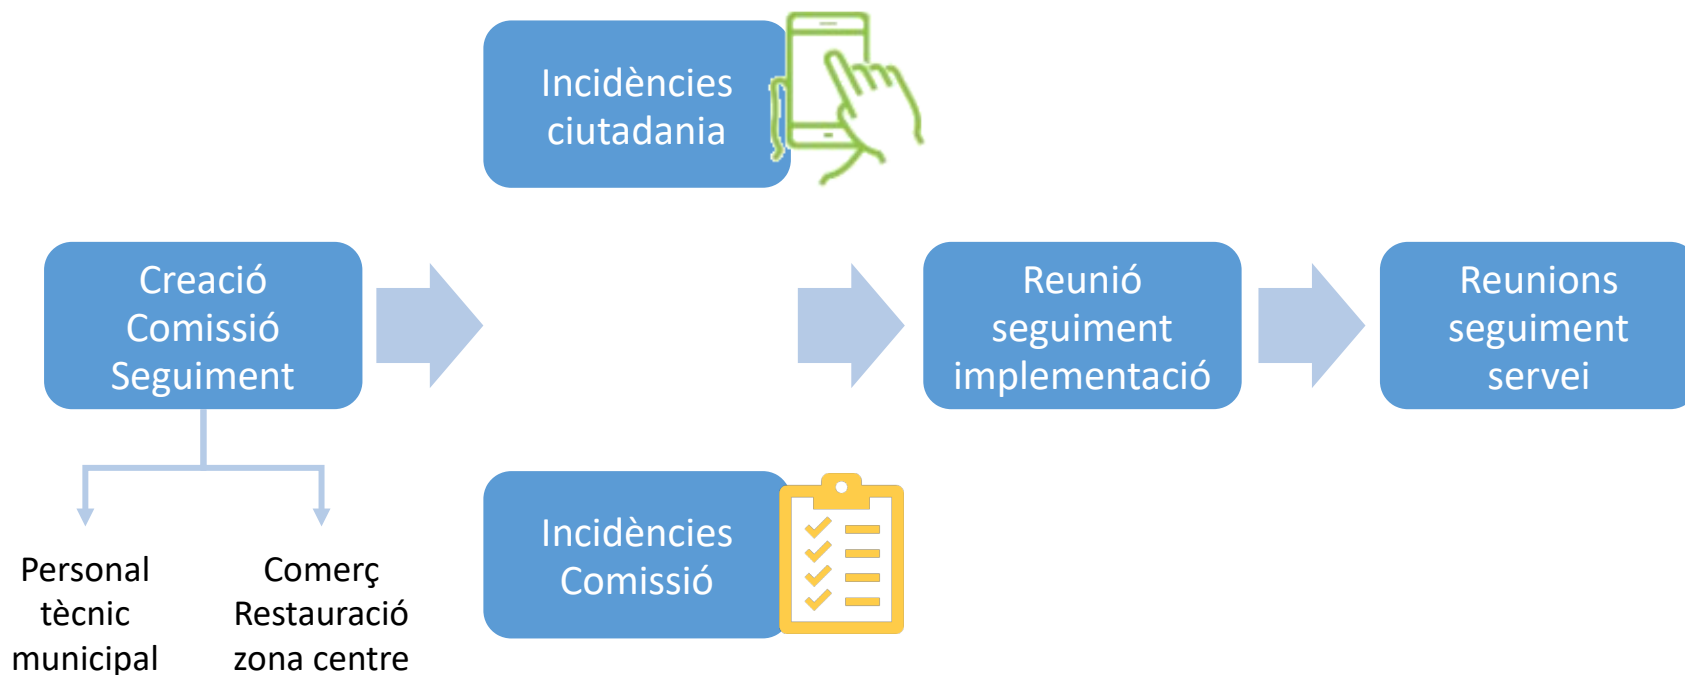 Incidències
ciutadania
Creació
Comissió
Seguiment
Reunió
seguiment
implementació
Reunions
seguiment
servei
Incidències
Comissió
Personal
tècnic
municipal
Comerç
Restauració
zona centre